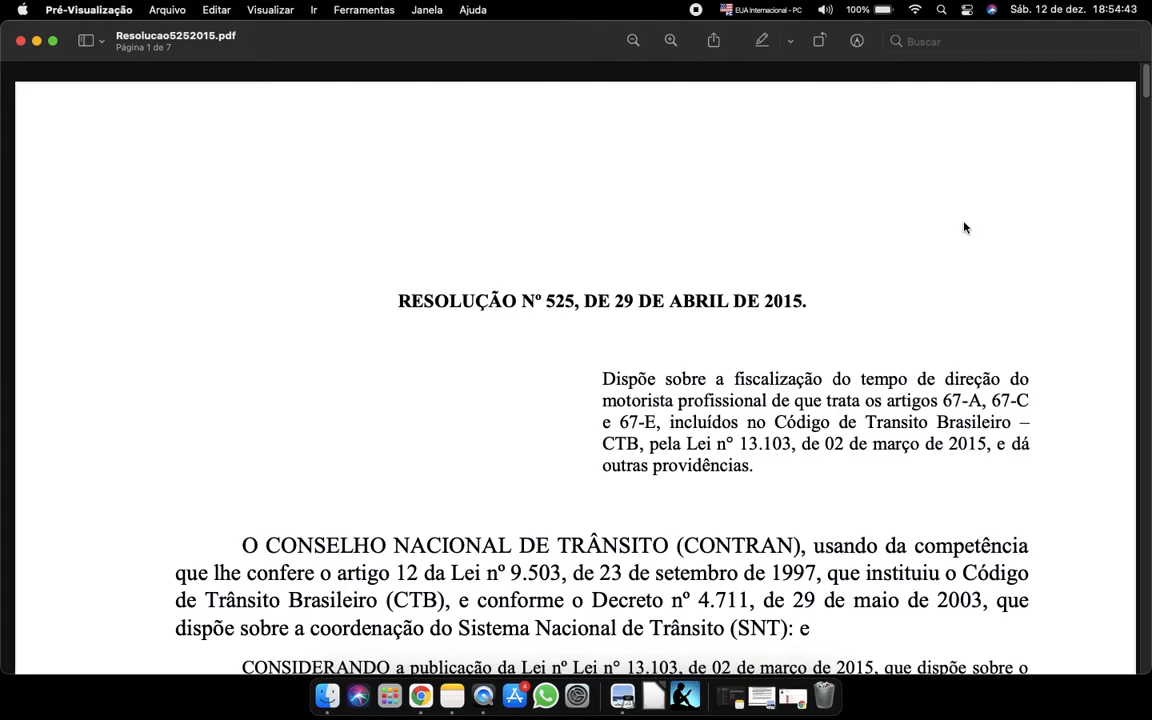 Pré-Visualização Arquivo Editar Visualizar Ir Ferramentas Janela Ajuda EUA Internacional - PC 100% Sáb. 12 de dez. 18:54:43
Resolucao5252015.pdf
Página 1 de 7
Buscar
RESOLUÇÃO Nº 525, DE 29 DE ABRIL DE 2015.
Dispõe sobre a fiscalização do tempo de direção do
motorista profissional de que trata os artigos 67-A, 67-C
e 67-E, incluídos no Código de Transito Brasileiro –
CTB, pela Lei n° 13.103, de 02 de março de 2015, e dá
outras providências.
O CONSELHO NACIONAL DE TRÂNSITO (CONTRAN), usando da competência
que lhe confere o artigo 12 da Lei nº 9.503, de 23 de setembro de 1997, que instituiu o Código
de Trânsito Brasileiro (CTB), e conforme o Decreto nº 4.711, de 29 de maio de 2003, que
dispõe sobre a coordenação do Sistema Nacional de Trânsito (SNT): e
CONSIDERANDO a publicação da Lei nº Lei n° 13.103, de 02 de março de 2015, que dispõe sobre o
4